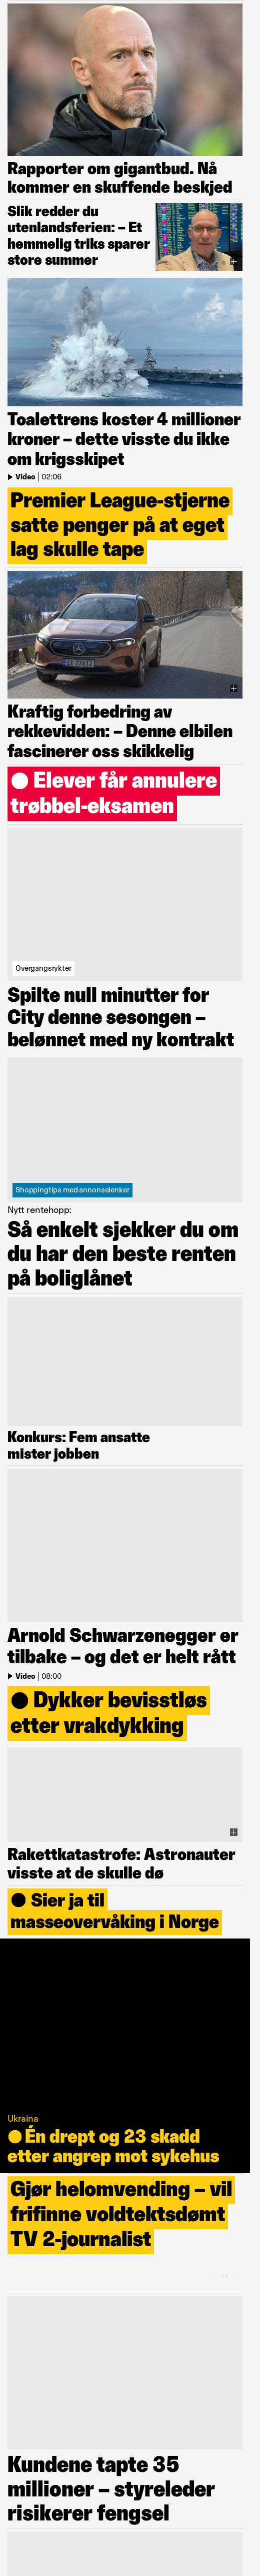 Rapporter om gigantbud. Nå
kommer en skuffende beskjed
Slik redder du
utenlandsferien: – Et
hemmelig triks sparer
store summer
Toalettrens koster 4 millioner
kroner – dette visste du ikke
om krigsskipet
Video | 02:06
Premier League-stjerne
satte penger på at eget
lag skulle tape
Kraftig forbedring av
rekkevidden: – Denne elbilen
fascinerer oss skikkelig
Elever får annulere
trøbbel-eksamen
Overgangsrykter
Spilte null minutter for
City denne sesongen –
belønnet med ny kontrakt
Shoppingtips med annonselenker
Nytt rentehopp:
Så enkelt sjekker du om
du har den beste renten
på boliglånet
Konkurs: Fem ansatte
mister jobben
Arnold Schwarzenegger er
tilbake – og det er helt rått
Video | 08:00
Dykker bevisstløs
etter vrakdykking
Rakettkatastrofe: Astronauter
visste at de skulle dø
Sier ja til
masseovervåking i Norge
Ukraina
Én drept og 23 skadd
etter angrep mot sykehus
Gjør helomvending – vil
frifinne voldtektsdømt
TV 2-journalist
Kundene tapte 35
millioner – styreleder
risikerer fengsel